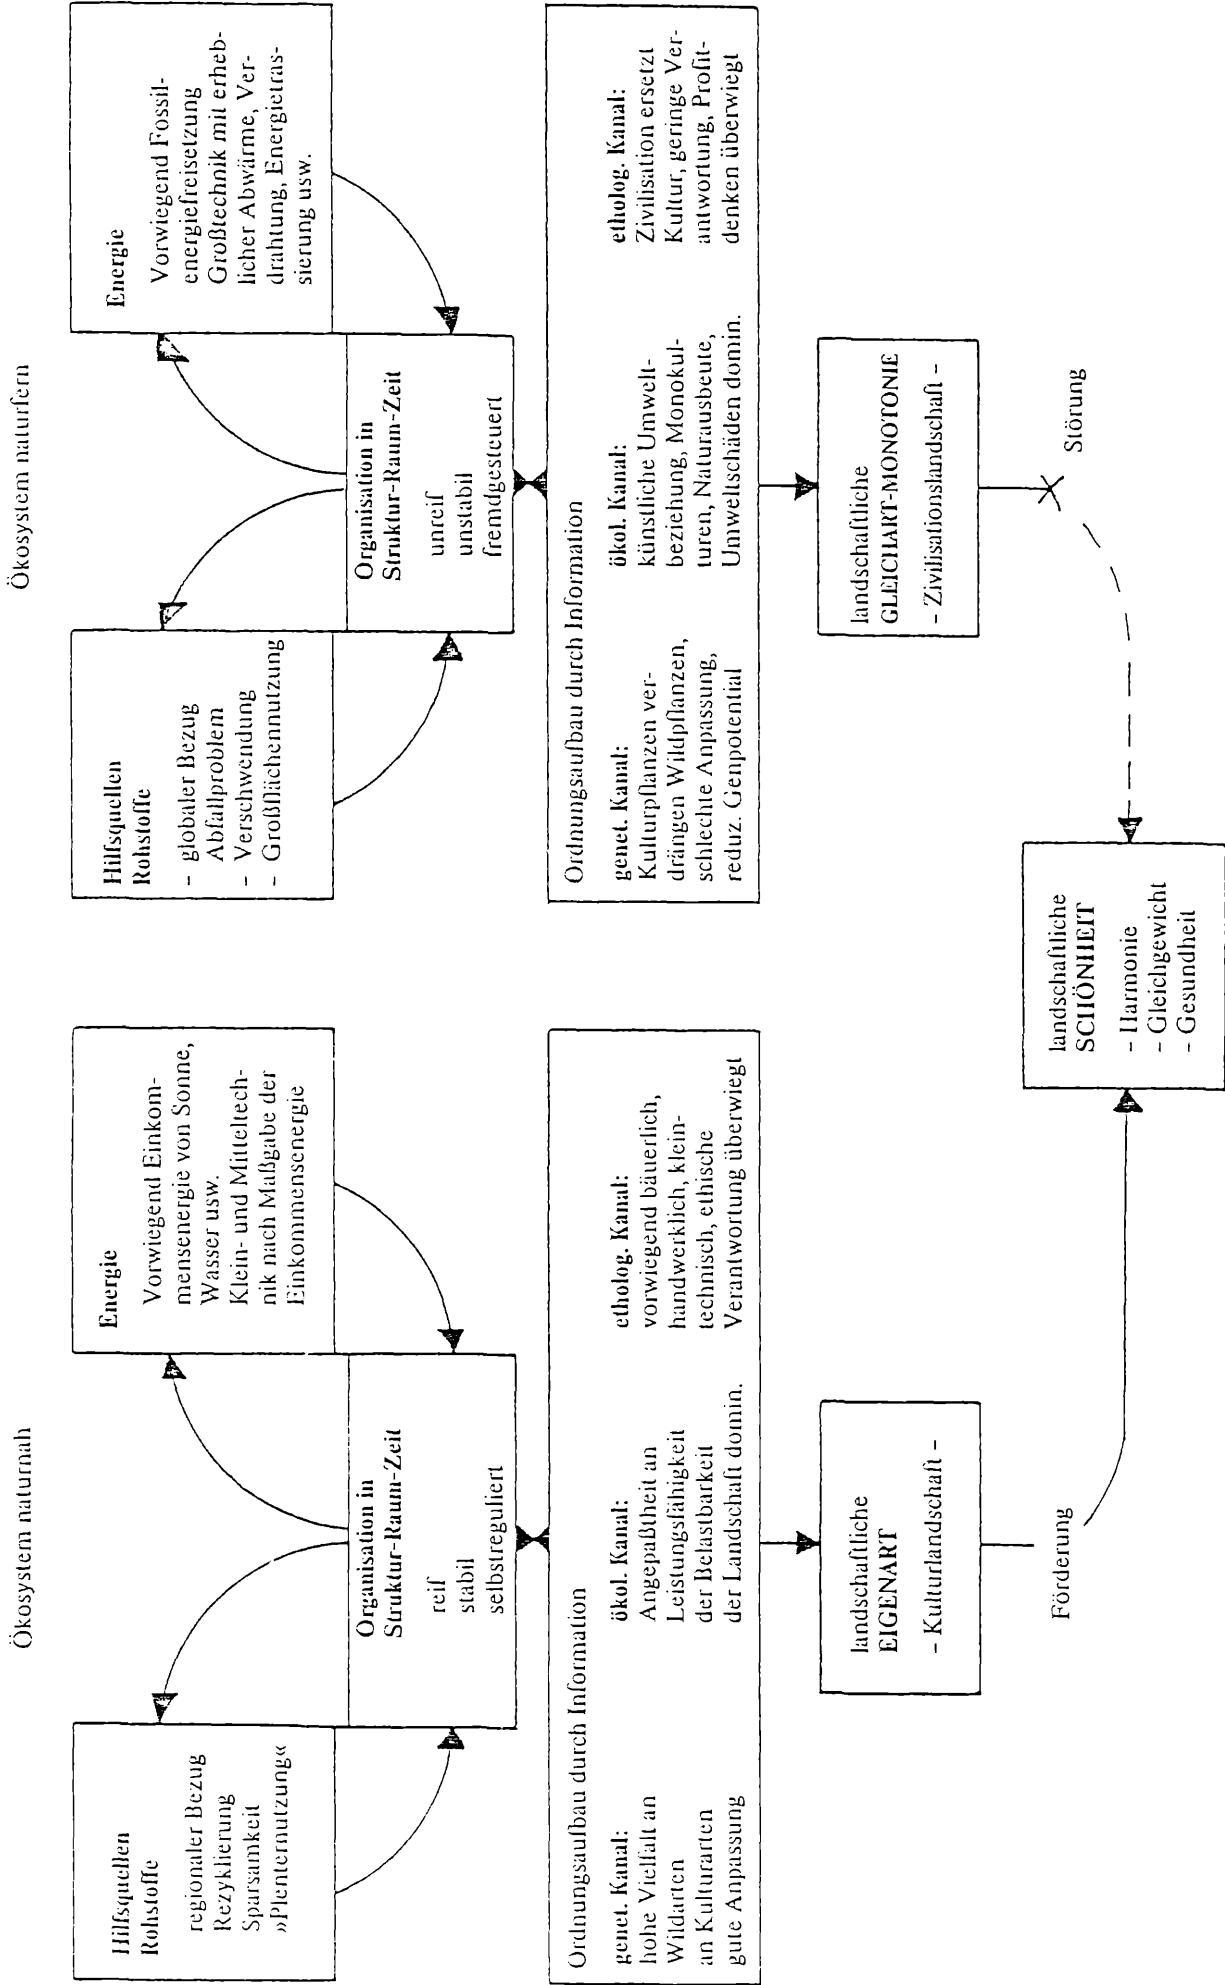 Ökosystem naturnah
Hilfsquellen
Rohstoffe
regionaler Bezug
Rezyklierung
Sparsamkeit
»Plenternutzung«
Energie
Vorwiegend Einkom-
mensenergie von Sonne,
Wasser usw.
Klein- und Mitteltech-
nik nach Maßgabe der
Einkommensenergie
Organisation in
Struktur-Raum-Zeit
reif
stabil
selbstreguliert
Ordnungsaufbau durch Information
genet. Kanal:
hohe Vielfalt an
Wildarten
an Kulturarten
gute Anpassung
ökol. Kanal:
Angepaßtheit an
Leistungsfähigkeit
der Belastbarkeit
der Landschaft domin.
etholog. Kanal:
vorwiegend bäuerlich,
handwerklich, klein-
technisch, ethische
Verantwortung überwiegt
landschaftliche
EIGENART
- Kulturlandschaft -
Förderung
Ökosystem naturfern
Hilfsquellen
Rohstoffe
- globaler Bezug
Abfallproblem
- Verschwendung
- Großflächennutzung
Energie
Vorwiegend Fossil-
energiefreisetzung
Großtechnik mit erheb-
licher Abwärme, Ver-
drahtung, Energietras-
sierung usw.
Organisation in
Struktur-Raum-Zeit
unreif
unstabil
fremdgesteuert
Ordnungsaufbau durch Information
genet. Kanal:
Kulturpflanzen ver-
drängen Wildpflanzen,
schlechte Anpassung,
reduz. Genpotential
ökol. Kanal:
künstliche Umwelt-
beziehung, Monokul-
turen, Naturausbeute,
Umweltschäden domin.
etholog. Kanal:
Zivilisation ersetzt
Kultur, geringe Ver-
antwortung, Profit-
denken überwiegt
landschaftliche
GLEICHART-MONOTONIE
- Zivilisationslandschaft -
Störung
landschaftliche
SCHÖNHEIT
- Harmonie
- Gleichgewicht
- Gesundheit